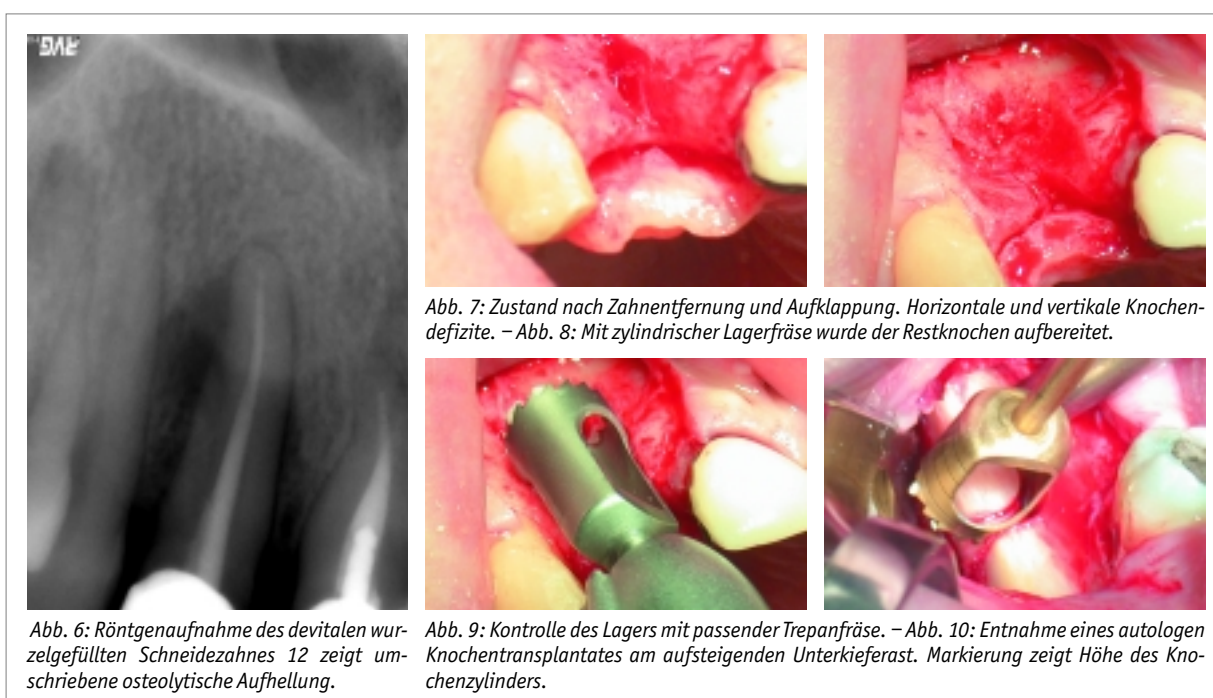 RVG
Abb. 7: Zustand nach Zahnentfernung und Aufklappung. Horizontale und vertikale Knochen-
defizite. – Abb. 8: Mit zylindrischer Lagerfräse wurde der Restknochen aufbereitet.
Abb. 6: Röntgenaufnahme des devitalen wur-
zelgefüllten Schneidezahnes 12 zeigt um-
schriebene osteolytische Aufhellung.
Abb. 9: Kontrolle des Lagers mit passender Trepanfräse. – Abb. 10: Entnahme eines autologen
Knochentransplantates am aufsteigenden Unterkieferast. Markierung zeigt Höhe des Kno-
chenzylinders.